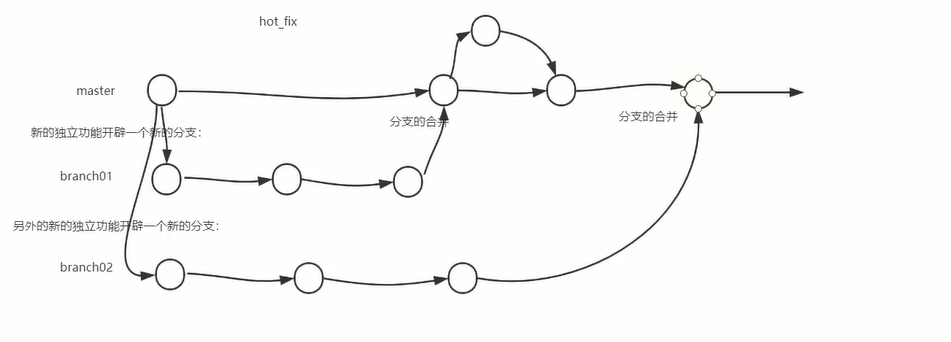 hot_fix
master
分支的合并
分支的合并
新的独立功能开辟一个新的分支：
branch01
另外的新的独立功能开辟一个新的分支：
branch02